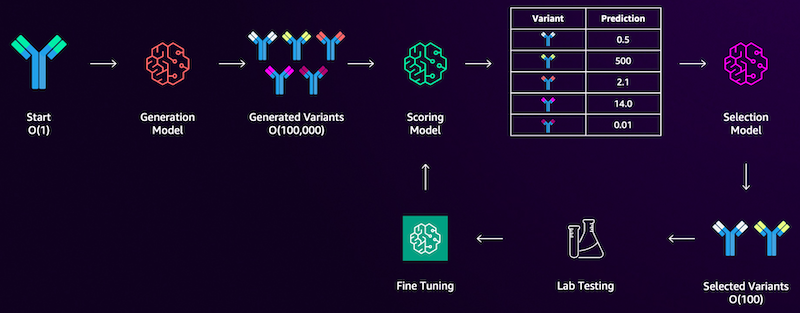 Start
O(1)
Generation
Model
Generated Variants
O(100,000)
Scoring
Model
Variant Prediction
0.5
500
2.1
14.0
0.01
Selection
Model
Fine Tuning
Lab Testing
Selected Variants
O(100)